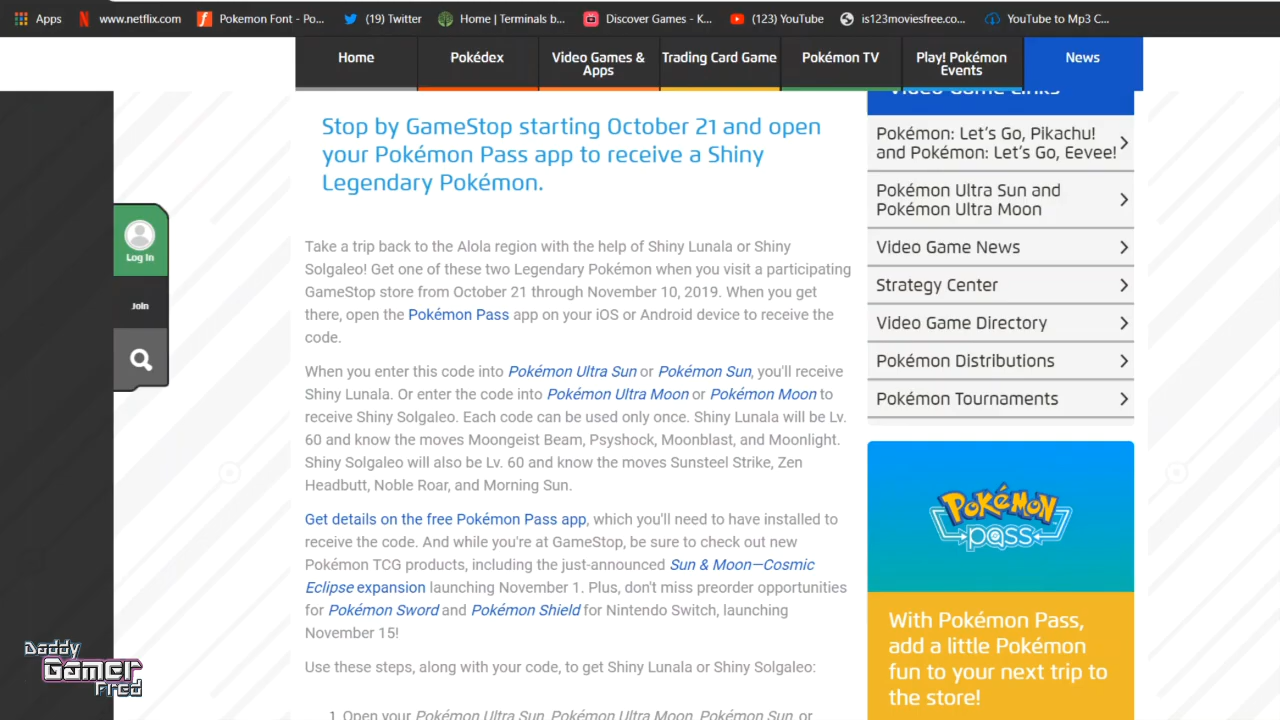 Apps
www.netflix.com
Pokemon Font - Po...
(19) Twitter
Home | Terminals b...
Discover Games - K...
(123) YouTube
is123moviesfree.co...
YouTube to Mp3 C...
Home
Pokédex
Video Games &
Apps
Trading Card Game
Pokémon TV
Play! Pokémon
Events
News
Log In
Join
Stop by GameStop starting October 21 and open
your Pokémon Pass app to receive a Shiny
Legendary Pokémon.
Take a trip back to the Alola region with the help of Shiny Lunala or Shiny
Solgaleo! Get one of these two Legendary Pokémon when you visit a participating
GameStop store from October 21 through November 10, 2019. When you get
there, open the Pokémon Pass app on your iOS or Android device to receive the
code.
When you enter this code into Pokémon Ultra Sun or Pokémon Sun, you'll receive
Shiny Lunala. Or enter the code into Pokémon Ultra Moon or Pokémon Moon to
receive Shiny Solgaleo. Each code can be used only once. Shiny Lunala will be Lv.
60 and know the moves Moongeist Beam, Psyshock, Moonblast, and Moonlight.
Shiny Solgaleo will also be Lv. 60 and know the moves Sunsteel Strike, Zen
Headbutt, Noble Roar, and Morning Sun.
Get details on the free Pokémon Pass app, which you'll need to have installed to
receive the code. And while you're at GameStop, be sure to check out new
Pokémon TCG products, including the just-announced Sun & Moon—Cosmic
Eclipse expansion launching November 1. Plus, don't miss preorder opportunities
for Pokémon Sword and Pokémon Shield for Nintendo Switch, launching
November 15!
Use these steps, along with your code, to get Shiny Lunala or Shiny Solgaleo:
1. Open your Pokémon Ultra Sun, Pokémon Ultra Moon, Pokémon Sun, or
Video Game Links
Pokémon: Let's Go, Pikachu!
and Pokémon: Let's Go, Eevee!
Pokémon Ultra Sun and
Pokémon Ultra Moon
Video Game News
Strategy Center
Video Game Directory
Pokémon Distributions
Pokémon Tournaments
Pokémon
pass
With Pokémon Pass,
add a little Pokémon
fun to your next trip to
the store!
Daddy
Gamer
Fred